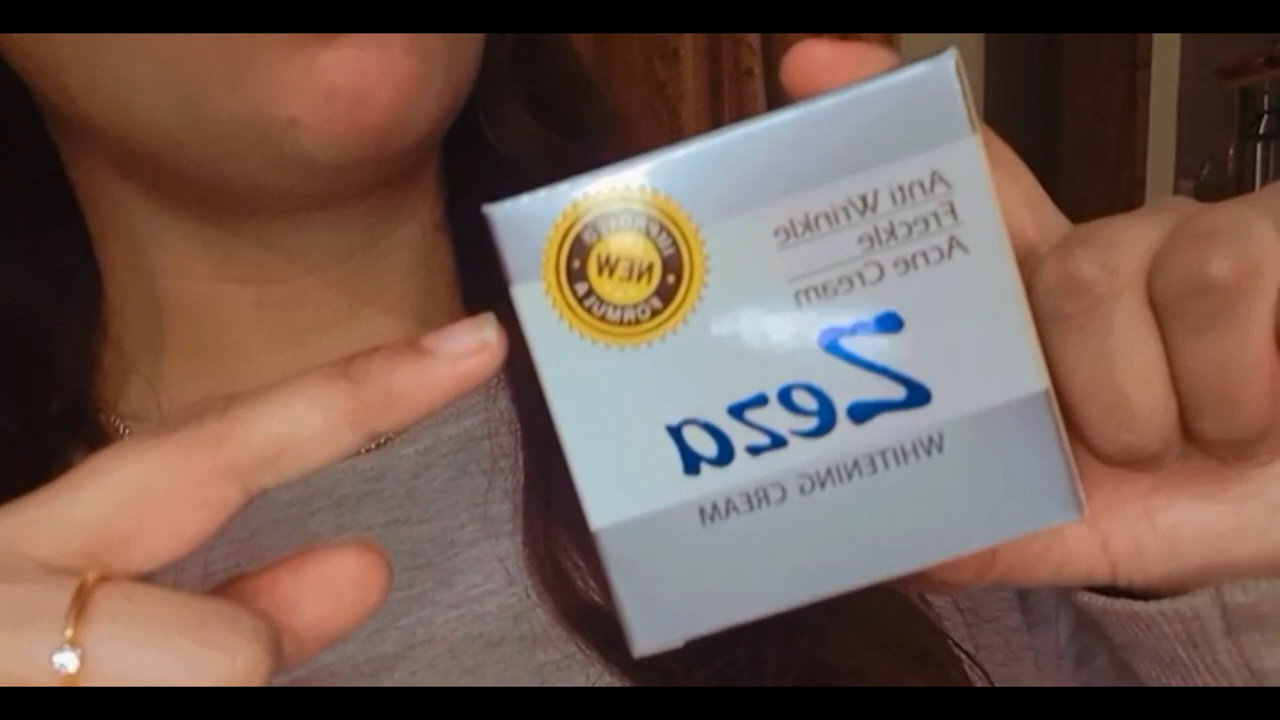 Anti Wrinkle
Freckle
Acne Cream
IMPROVED
NEW
FORMULA
Zeza
WHITENING CREAM